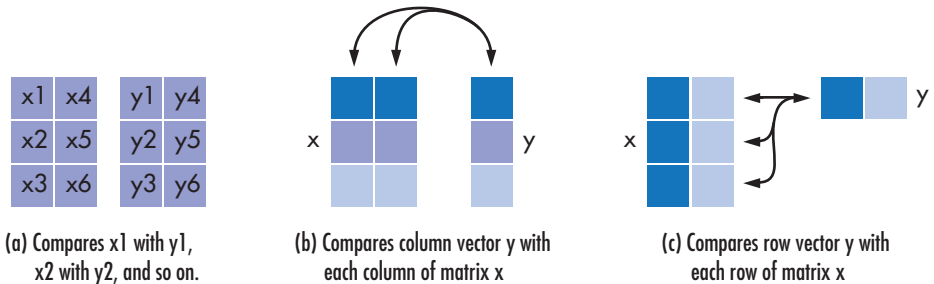 x1 x4 y1 y4
x2 x5 y2 y5
x3 x6 y3 y6
x y
x y
(a) Compares x1 with y1,
x2 with y2, and so on.
(b) Compares column vector y with
each column of matrix x
(c) Compares row vector y with
each row of matrix x